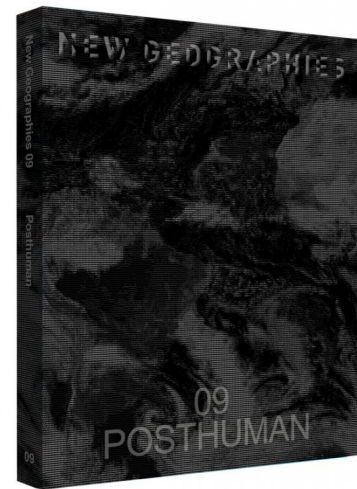 NEW GEOGRAPHIES
09
POSTHUMAN
New Geographies 09
Posthuman
09